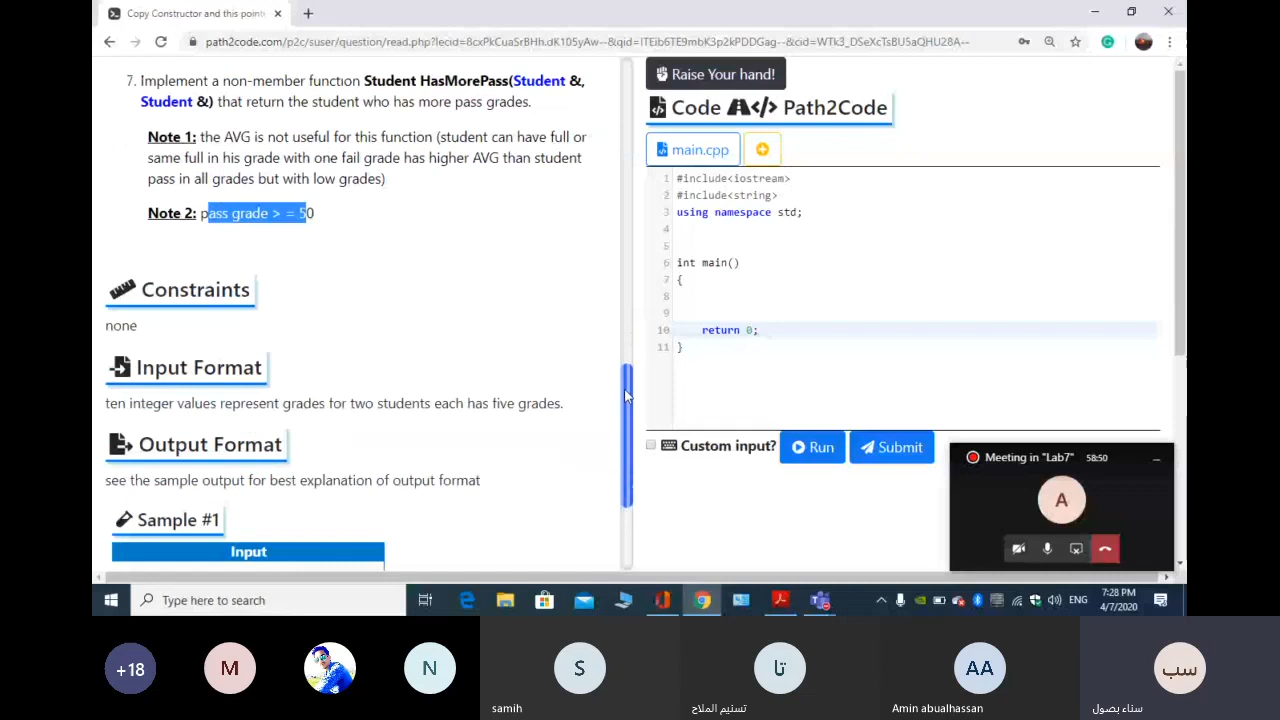 Copy Constructor and this point
path2code.com/p2c/suser/question/read.php?lecid=8cxPkCuaSrBHh.dK105yAw--&qid=ITEib6TE9mbK3p2kPDDGag--&cid=WTk3_DSeXcTsBU5aQHU28A--
7. Implement a non-member function Student HasMorePass(Student &,
Student &) that return the student who has more pass grades.
Note 1: the AVG is not useful for this function (student can have full or
same full in his grade with one fail grade has higher AVG than student
pass in all grades but with low grades)
Note 2: pass grade > = 50
Constraints
none
Input Format
ten integer values represent grades for two students each has five grades.
Output Format
see the sample output for best explanation of output format
Sample #1
Input
Raise Your hand!
Code </> Path2Code
main.cpp
1 #include<iostream>
2 #include<string>
3 using namespace std;
4
5
6 int main()
7 {
8
9
10 return 0;
11 }
Custom input? Run Submit
Meeting in "Lab7" 58:50
A
Type here to search
ENG
7:28 PM
4/7/2020
+18 M N S تا AA سب
samih تسنيم الملاح Amin abualhassan سناء بصول